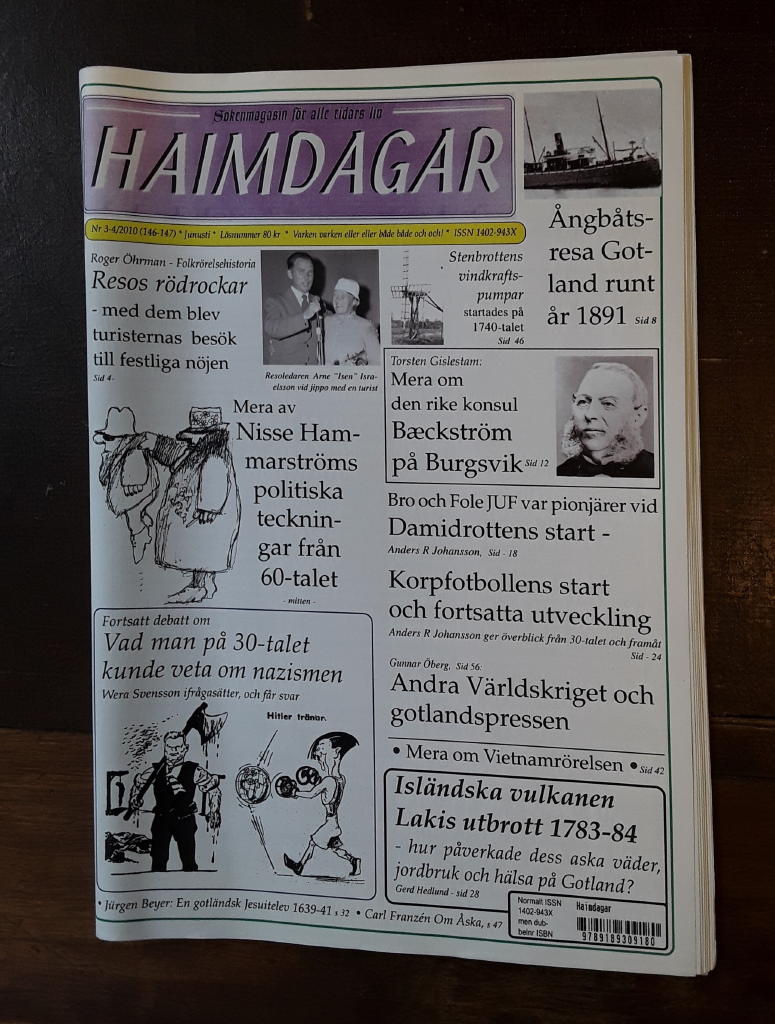 Sokenmagasin för alle tidars liv
HAIMDAGAR
Nr 3-4/2010 (146-147) * Junusti * Lösnummer 80 kr * Varken varken eller eller både både och och! * ISSN 1402-943X
Ångbåts-
resa Got-
land runt
år 1891 Sid 8
Roger Öhrman - Folkrörelsehistoria
Resos rödrockar
- med dem blev
turisternas besök
till festliga nöjen
Sid 4-
Resoledaren Arne "Isen" Isra-
elsson vid jippo med en turist
Stenbrottens
vindkrafts-
pumpar
startades på
1740-talet
Sid 46
Torsten Gislestam:
Mera om
den rike konsul
Bæckström
på Burgsvik Sid 12
Mera av
Nisse Ham-
marströms
politiska
tecknin-
gar från
60-talet
- mitten -
Bro och Fole JUF var pionjärer vid
Damidrottens start -
Anders R Johansson, Sid - 18
Korpfotbollens start
och fortsatta utveckling
Anders R Johansson ger överblick från 30-talet och framåt
Sid - 24
Gunnar Öberg, Sid 56:
Andra Världskriget och
gotlandspressen
• Mera om Vietnamrörelsen • Sid 42
Fortsatt debatt om
Vad man på 30-talet
kunde veta om nazismen
Wera Svensson ifrågasätter, och får svar
Hitler tränar.
Isländska vulkanen
Lakis utbrott 1783-84
- hur påverkade dess aska väder,
jordbruk och hälsa på Gotland?
Gerd Hedlund - sid 28
• Jürgen Beyer: En gotländsk Jesuitelev 1639-41 s 32 • Carl Franzén Om Åska, s 47
Normalt ISSN
1402-943X
men dub-
belnr ISBN
Haimdagar
9789189309180